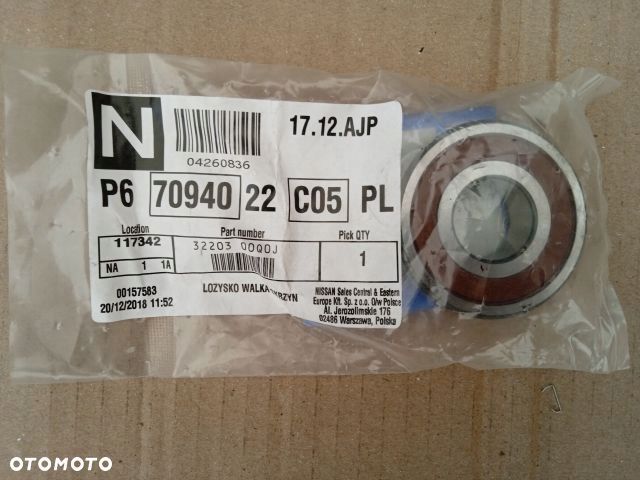 N
17.12.AJP
04260836
P6 70940 22 C05 PL
Location Part number Pick QTY
117342 32203 00Q0J 1
NA 1 1A
00157583 LOZYSKO WALKA
20/12/2018 11:52
NISSAN Sales Central & Eastern
Europe Kft. Sp. z o.o. O/w Polsce
Al. Jerozolimskie 176
02486 Warszawa, Polska
OTOMOTO